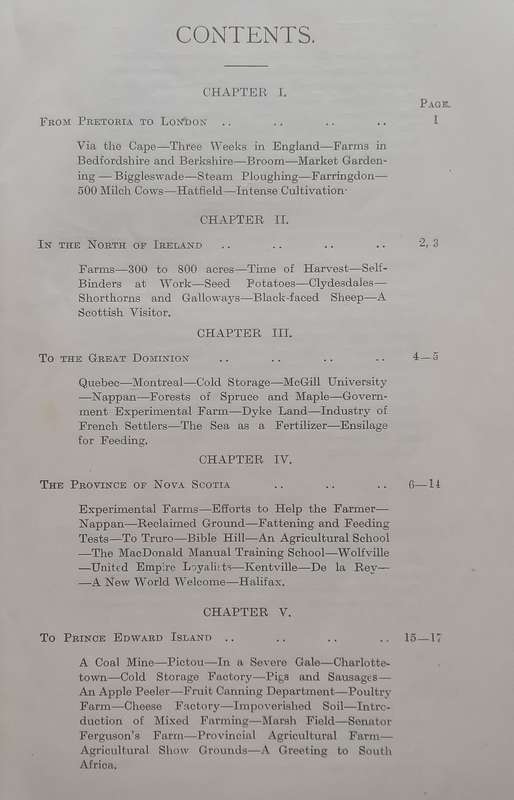 CONTENTS.
CHAPTER I.
PAGE.
FROM PRETORIA TO LONDON .. .. .. .. 1
Via the Cape—Three Weeks in England—Farms in
Bedfordshire and Berkshire—Broom—Market Garden-
ing — Biggleswade—Steam Ploughing—Farringdon—
500 Milch Cows—Hatfield—Intense Cultivation·
CHAPTER II.
IN THE NORTH OF IRELAND .. .. .. .. 2, 3
Farms—300 to 800 acres—Time of Harvest—Self-
Binders at Work—Seed Potatoes—Clydesdales—
Shorthorns and Galloways—Black-faced Sheep—A
Scottish Visitor.
CHAPTER III.
TO THE GREAT DOMINION .. .. .. .. 4—5
Quebec—Montreal—Cold Storage—McGill University
—Nappan—Forests of Spruce and Maple—Govern-
ment Experimental Farm—Dyke Land—Industry of
French Settlers—The Sea as a Fertilizer—Ensilage
for Feeding.
CHAPTER IV.
THE PROVINCE OF NOVA SCOTIA .. .. .. 6—14
Experimental Farms—Efforts to Help the Farmer—
Nappan—Reclaimed Ground—Fattening and Feeding
Tests—To Truro—Bible Hill—An Agricultural School
—The MacDonald Manual Training School—Wolfville
—United Empire Loyalists—Kentville—De la Rey—
—A New World Welcome—Halifax.
CHAPTER V.
TO PRINCE EDWARD ISLAND .. .. .. .. 15—17
A Coal Mine—Pictou—In a Severe Gale—Charlotte-
town—Cold Storage Factory—Pigs and Sausages—
An Apple Peeler—Fruit Canning Department—Poultry
Farm—Cheese Factory—Impoverished Soil—Intro-
duction of Mixed Farming—Marsh Field—Senator
Ferguson's Farm—Provincial Agricultural Farm—
Agricultural Show Grounds—A Greeting to South
Africa.